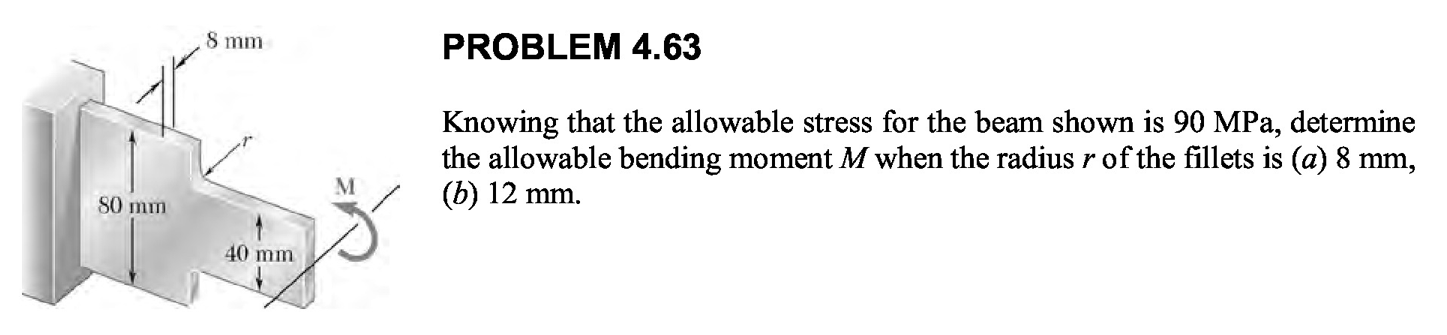 8 mm
r
M
80 mm
40 mm
PROBLEM 4.63
Knowing that the allowable stress for the beam shown is 90 MPa, determine
the allowable bending moment M when the radius r of the fillets is (a) 8 mm,
(b) 12 mm.